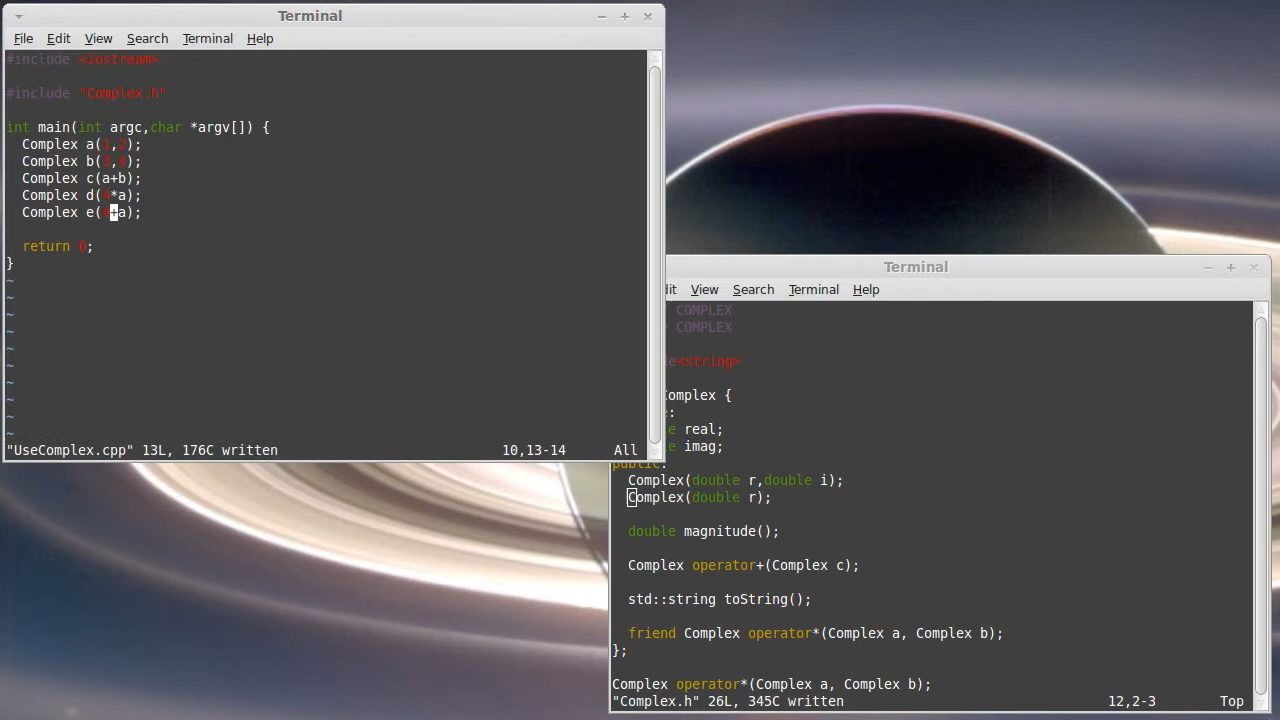 Terminal
File Edit View Search Terminal Help
#include <iostream>
#include "Complex.h"
int main(int argc,char *argv[]) {
Complex a(1,2);
Complex b(3,4);
Complex c(a+b);
Complex d(4*a);
Complex e(4+a);
return 0;
}
~
~
~
~
~
~
~
~
~
~
"UseComplex.cpp" 13L, 176C written 10,13-14 All
Terminal
dit View Search Terminal Help
COMPLEX
COMPLEX
e<string>
Complex {
e:
e real;
e imag;
public:
Complex(double r,double i);
Complex(double r);
double magnitude();
Complex operator+(Complex c);
std::string toString();
friend Complex operator*(Complex a, Complex b);
};
Complex operator*(Complex a, Complex b);
"Complex.h" 26L, 345C written 12,2-3 Top